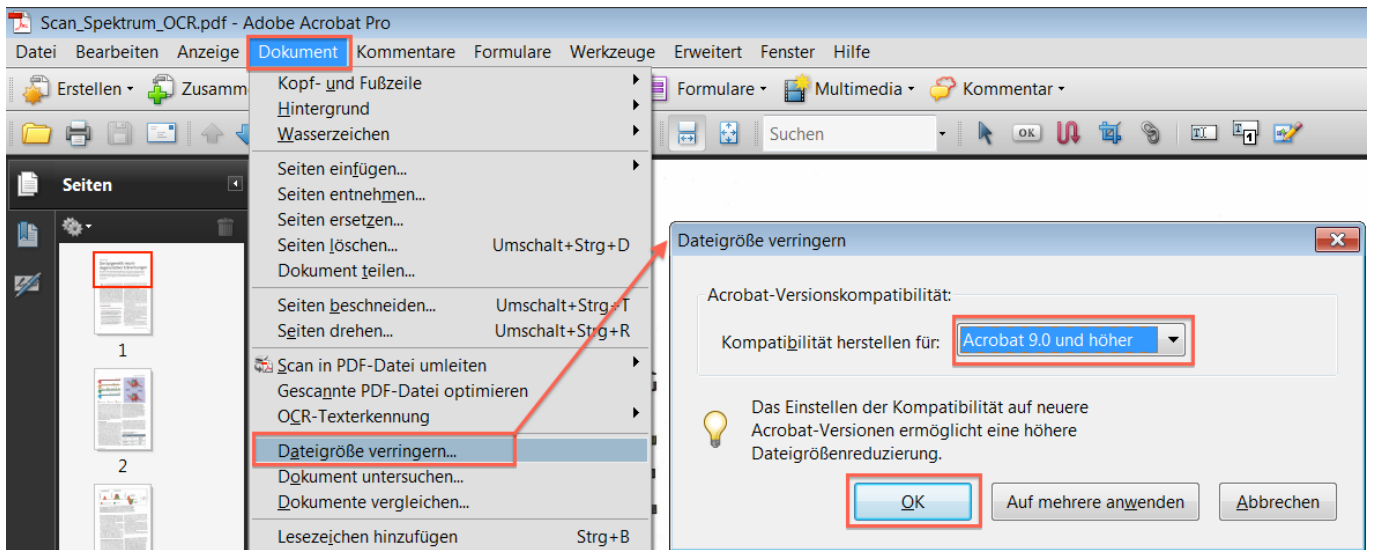 Scan_Spektrum_OCR.pdf - Adobe Acrobat Pro
Datei Bearbeiten Anzeige Dokument Kommentare Formulare Werkzeuge Erweitert Fenster Hilfe
Erstellen Zusamm Formulare Multimedia Kommentar
Suchen OK
Seiten
1
2
Kopf- und Fußzeile
Hintergrund
Wasserzeichen
Seiten einfügen...
Seiten entnehmen...
Seiten ersetzen...
Seiten löschen... Umschalt+Strg+D
Dokument teilen...
Seiten beschneiden... Umschalt+Strg+T
Seiten drehen... Umschalt+Strg+R
Scan in PDF-Datei umleiten
Gescannte PDF-Datei optimieren
OCR-Texterkennung
Dateigröße verringern...
Dokument untersuchen...
Dokumente vergleichen...
Lesezeichen hinzufügen Strg+B
Dateigröße verringern
Acrobat-Versionskompatibilität:
Kompatibilität herstellen für: Acrobat 9.0 und höher
Das Einstellen der Kompatibilität auf neuere
Acrobat-Versionen ermöglicht eine höhere
Dateigrößenreduzierung.
OK Auf mehrere anwenden Abbrechen